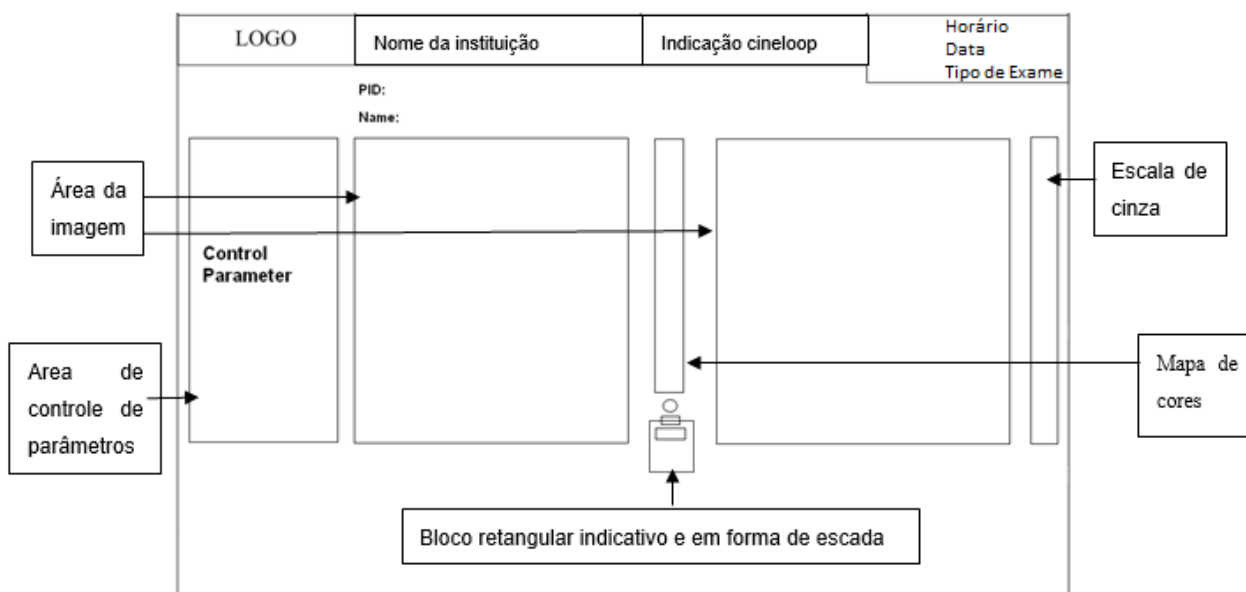 LOGO
Nome da instituição
Indicação cineloop
Horário
Data
Tipo de Exame
PID:
Name:
Área da
imagem
Escala de
cinza
Control
Parameter
Area de
controle de
parâmetros
Mapa de
cores
Bloco retangular indicativo e em forma de escada